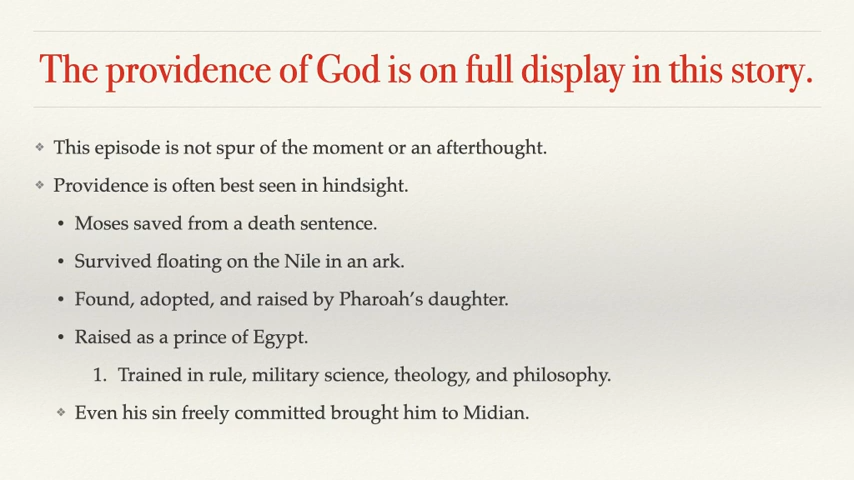 The providence of God is on full display in this story.
❖ This episode is not spur of the moment or an afterthought.
❖ Providence is often best seen in hindsight.
• Moses saved from a death sentence.
• Survived floating on the Nile in an ark.
• Found, adopted, and raised by Pharoah’s daughter.
• Raised as a prince of Egypt.
1. Trained in rule, military science, theology, and philosophy.
❖ Even his sin freely committed brought him to Midian.